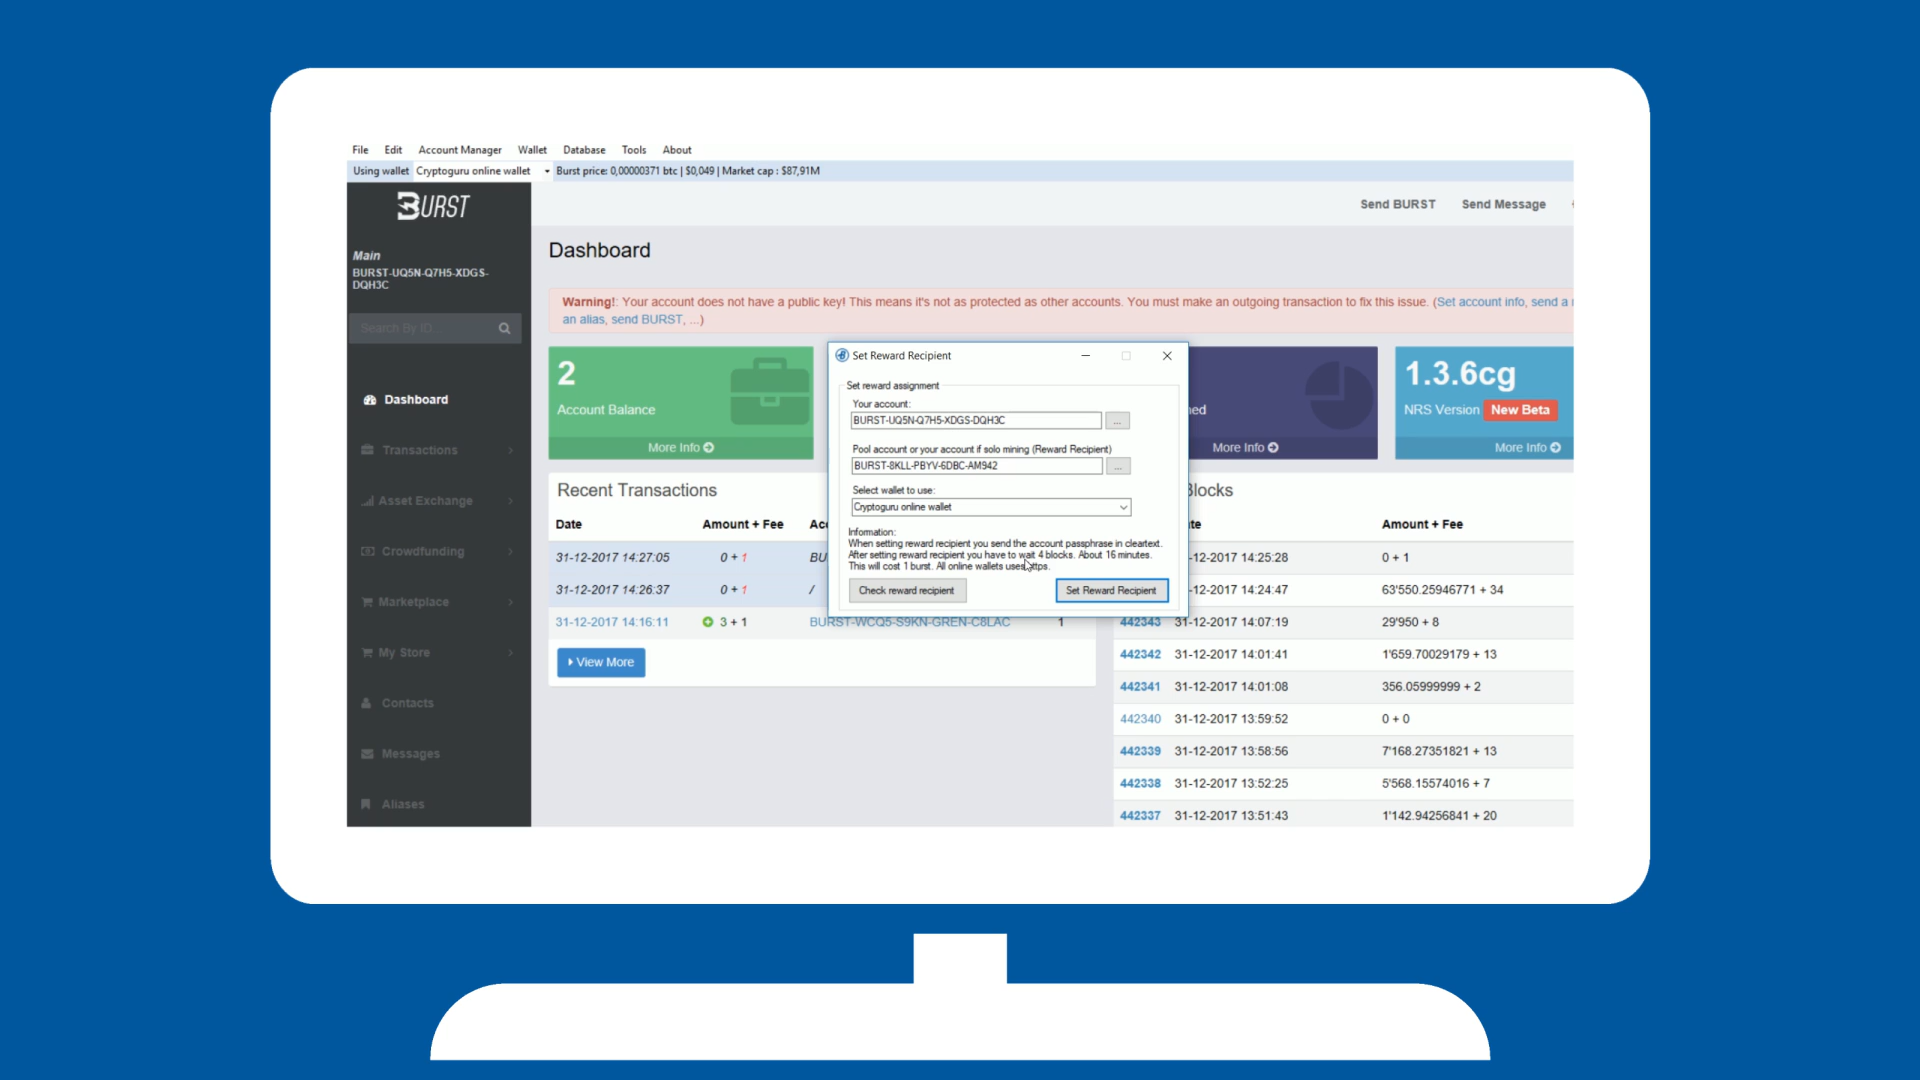 File Edit Account Manager Wallet Database Tools About
Using wallet Cryptoguru online wallet Burst price: 0,00000371 btc | $0,049 | Market cap : $87,91M
BURST
Send BURST Send Message
Main
BURST-UQ5N-Q7H5-XDGS-
DQH3C
Search By ID...
Dashboard
Transactions
Asset Exchange
Crowdfunding
Marketplace
My Store
Contacts
Messages
Aliases
Dashboard
Warning!: Your account does not have a public key! This means it's not as protected as other accounts. You must make an outgoing transaction to fix this issue. (Set account info, send a
an alias, send BURST, ...)
2
Account Balance
More Info
More Info
1.3.6cg
NRS Version New Beta
More Info
Set Reward Recipient
Set reward assignment
Your account:
BURST-UQ5N-Q7H5-XDGS-DQH3C ...
Pool account or your account if solo mining (Reward Recipient)
BURST-8KLL-PBYV-6DBC-AM942 ...
Select wallet to use:
Cryptoguru online wallet
Information:
When setting reward recipient you send the account passphrase in cleartext.
After setting reward recipient you have to wait 4 blocks. About 16 minutes.
This will cost 1 burst. All online wallets uses https.
Check reward recipient Set Reward Recipient
Recent Transactions
Date Amount + Fee
31-12-2017 14:27:05 0 + 1 BU
31-12-2017 14:26:37 0 + 1 /
31-12-2017 14:16:11 3 + 1 BURST-WCQ5-S9KN-GREN-C8LAC 1
View More
Blocks
Amount + Fee
-12-2017 14:25:28 0 + 1
-12-2017 14:24:47 63'550.25946771 + 34
442343 31-12-2017 14:07:19 29'950 + 8
442342 31-12-2017 14:01:41 1'659.70029179 + 13
442341 31-12-2017 14:01:08 356.05999999 + 2
442340 31-12-2017 13:59:52 0 + 0
442339 31-12-2017 13:58:56 7'168.27351821 + 13
442338 31-12-2017 13:52:25 5'568.15574016 + 7
442337 31-12-2017 13:51:43 1'142.94256841 + 20